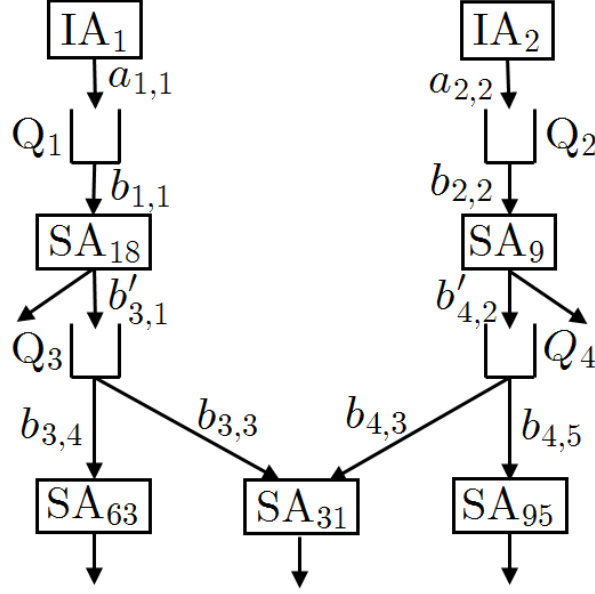 IA₁ IA₂
a₁,₁ a₂,₂
Q₁ Q₂
b₁,₁ b₂,₂
SA₁₈ SA₉
b′₃,₁ b′₄,₂
Q₃ Q₄
b₃,₄ b₃,₃ b₄,₃ b₄,₅
SA₆₃ SA₃₁ SA₉₅